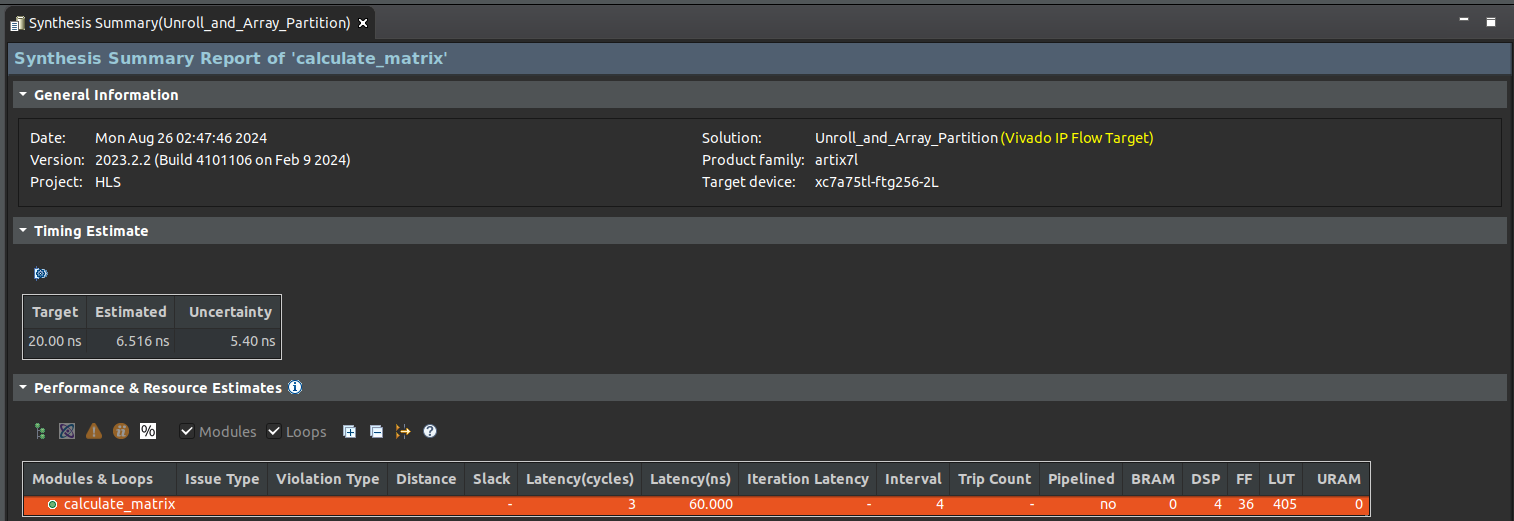 Synthesis Summary(Unroll_and_Array_Partition)
Synthesis Summary Report of 'calculate_matrix'
General Information
Date: Mon Aug 26 02:47:46 2024 Solution: Unroll_and_Array_Partition (Vivado IP Flow Target)
Version: 2023.2.2 (Build 4101106 on Feb 9 2024) Product family: artix7l
Project: HLS Target device: xc7a75tl-ftg256-2L
Timing Estimate
Target Estimated Uncertainty
20.00 ns 6.516 ns 5.40 ns
Performance & Resource Estimates
% Modules Loops
Modules & Loops Issue Type Violation Type Distance Slack Latency(cycles) Latency(ns) Iteration Latency Interval Trip Count Pipelined BRAM DSP FF LUT URAM
calculate_matrix - 3 60.000 - 4 - no 0 4 36 405 0